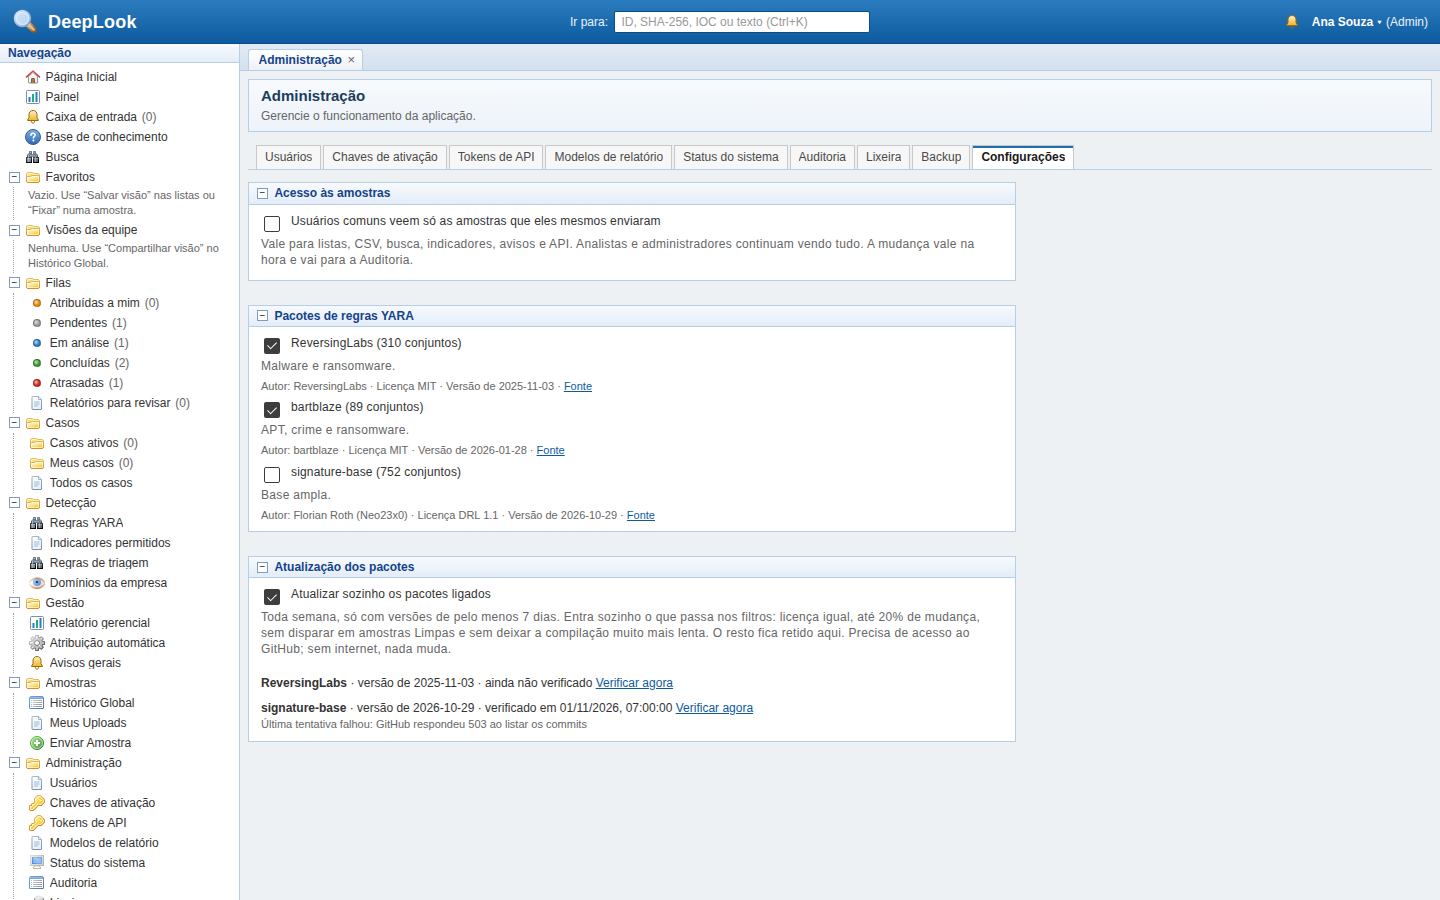 DeepLook
Ir para:
ID, SHA-256, IOC ou texto (Ctrl+K)
Ana Souza (Admin)
Navegação
Página Inicial
Painel
Caixa de entrada (0)
Base de conhecimento
Busca
Favoritos
Vazio. Use “Salvar visão” nas listas ou
“Fixar” numa amostra.
Visões da equipe
Nenhuma. Use “Compartilhar visão” no
Histórico Global.
Filas
Atribuídas a mim (0)
Pendentes (1)
Em análise (1)
Concluídas (2)
Atrasadas (1)
Relatórios para revisar (0)
Casos
Casos ativos (0)
Meus casos (0)
Todos os casos
Detecção
Regras YARA
Indicadores permitidos
Regras de triagem
Domínios da empresa
Gestão
Relatório gerencial
Atribuição automática
Avisos gerais
Amostras
Histórico Global
Meus Uploads
Enviar Amostra
Administração
Usuários
Chaves de ativação
Tokens de API
Modelos de relatório
Status do sistema
Auditoria
Administração ×
Administração
Gerencie o funcionamento da aplicação.
Usuários
Chaves de ativação
Tokens de API
Modelos de relatório
Status do sistema
Auditoria
Lixeira
Backup
Configurações
Acesso às amostras
Usuários comuns veem só as amostras que eles mesmos enviaram
Vale para listas, CSV, busca, indicadores, avisos e API. Analistas e administradores continuam vendo tudo. A mudança vale na
hora e vai para a Auditoria.
Pacotes de regras YARA
ReversingLabs (310 conjuntos)
Malware e ransomware.
Autor: ReversingLabs · Licença MIT · Versão de 2025-11-03 · Fonte
bartblaze (89 conjuntos)
APT, crime e ransomware.
Autor: bartblaze · Licença MIT · Versão de 2026-01-28 · Fonte
signature-base (752 conjuntos)
Base ampla.
Autor: Florian Roth (Neo23x0) · Licença DRL 1.1 · Versão de 2026-10-29 · Fonte
Atualização dos pacotes
Atualizar sozinho os pacotes ligados
Toda semana, só com versões de pelo menos 7 dias. Entra sozinho o que passa nos filtros: licença igual, até 20% de mudança,
sem disparar em amostras Limpas e sem deixar a compilação muito mais lenta. O resto fica retido aqui. Precisa de acesso ao
GitHub; sem internet, nada muda.
ReversingLabs · versão de 2025-11-03 · ainda não verificado Verificar agora
signature-base · versão de 2026-10-29 · verificado em 01/11/2026, 07:00:00 Verificar agora
Última tentativa falhou: GitHub respondeu 503 ao listar os commits